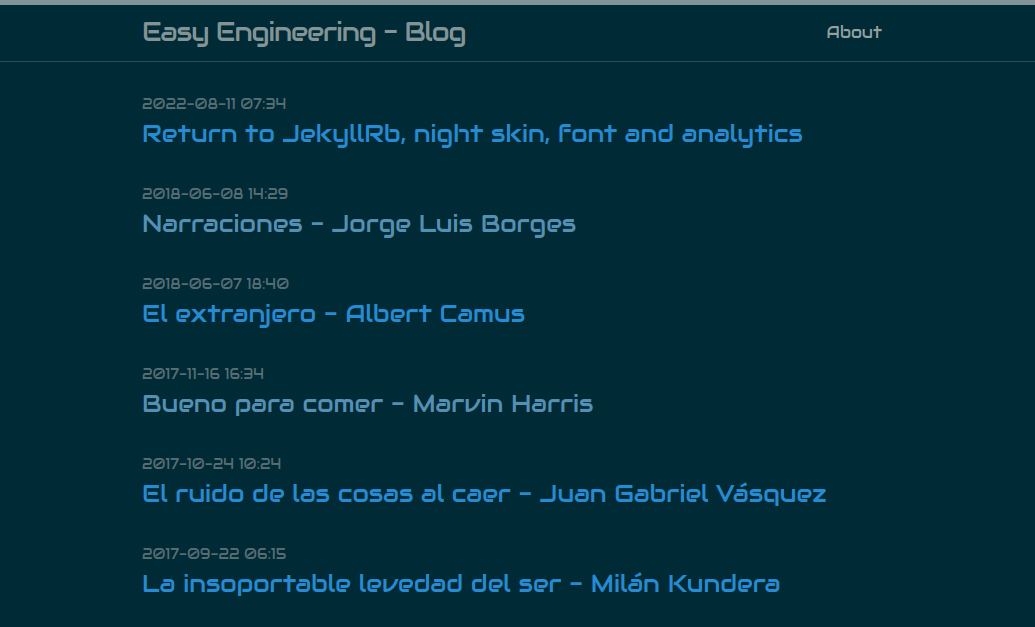 Easy Engineering - Blog
About
2022-08-11 07:34
Return to JekyllRb, night skin, font and analytics
2018-06-08 14:29
Narraciones - Jorge Luis Borges
2018-06-07 18:40
El extranjero - Albert Camus
2017-11-16 16:34
Bueno para comer - Marvin Harris
2017-10-24 10:24
El ruido de las cosas al caer - Juan Gabriel Vásquez
2017-09-22 06:15
La insoportable levedad del ser - Milán Kundera